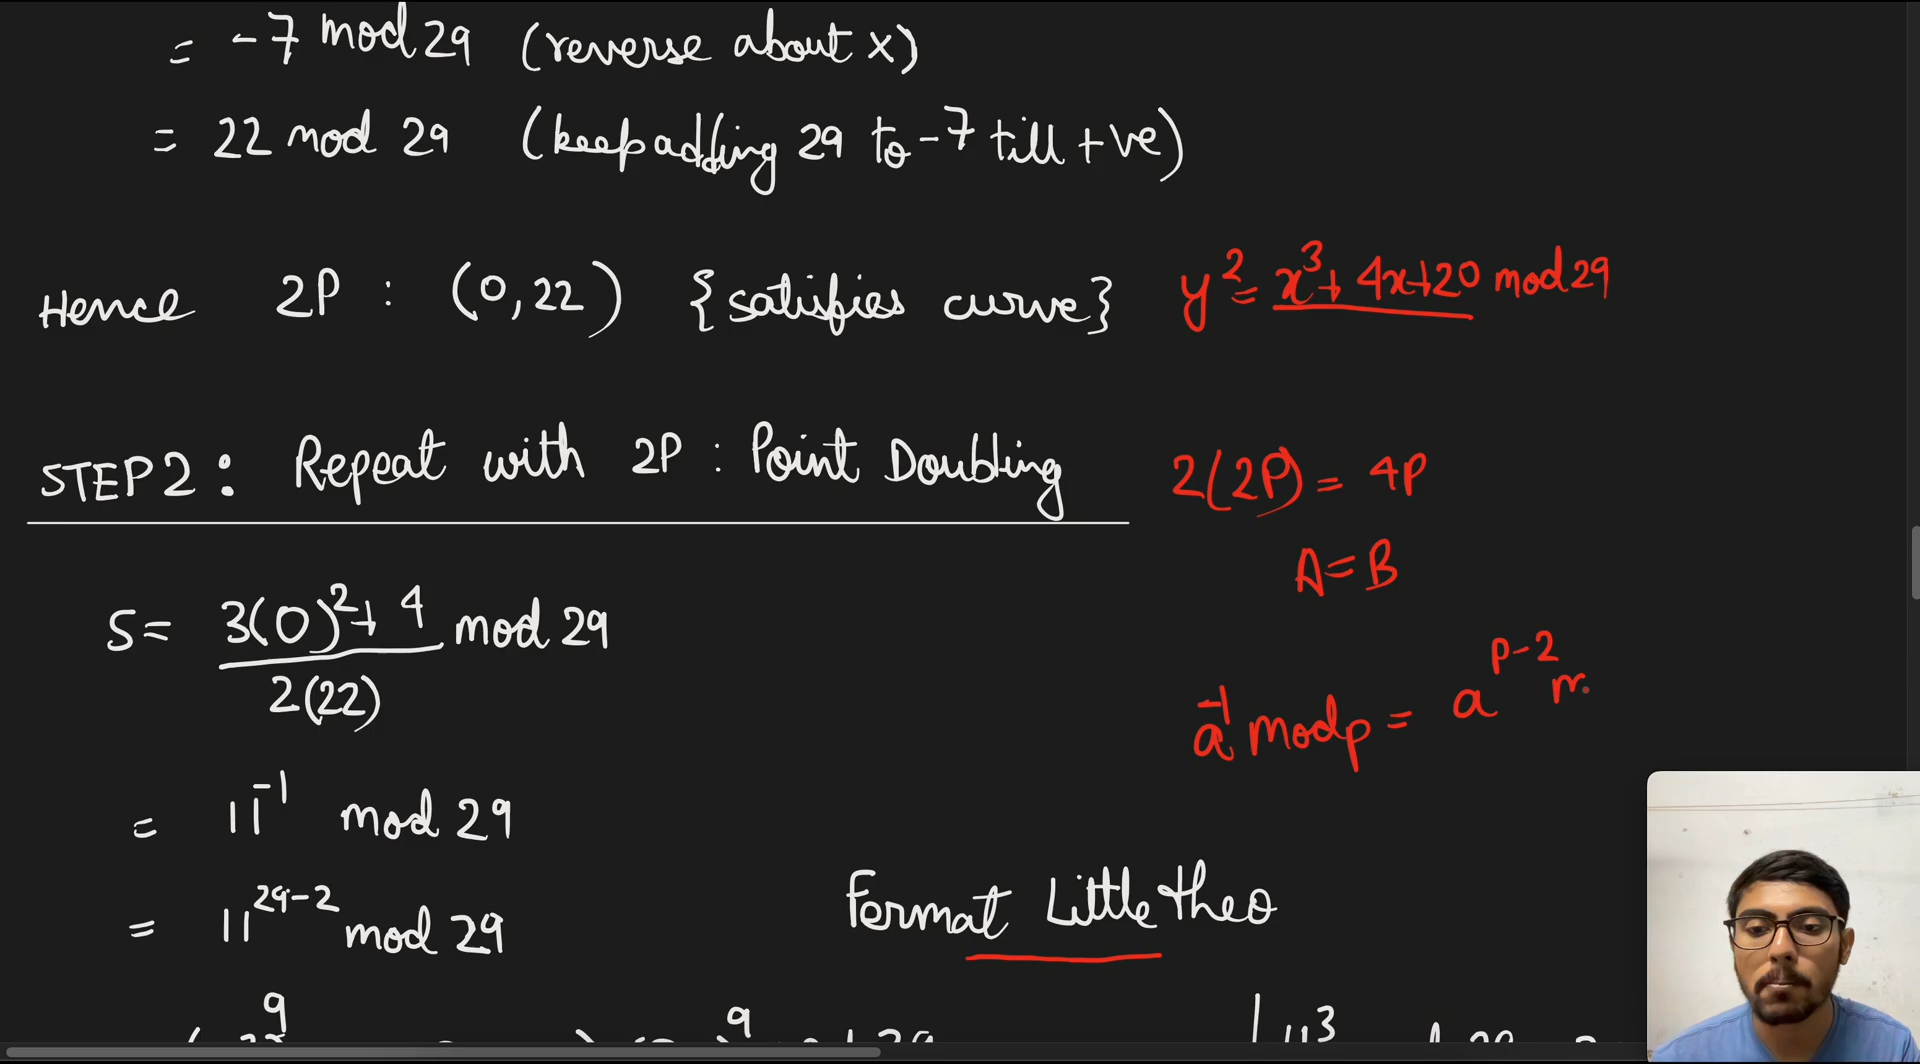 = -7 mod 29 (reverse about x)
= 22 mod 29 (keep adding 29 to -7 till +ve)
Hence 2P : (0,22) {satisfies curve} y² = x³ + 4x+20 mod 29
STEP 2 : Repeat with 2P : Point Doubling
2(2P) = 4P
A = B
S = 3(0)² + 4 / 2(22) mod 29
a⁻¹ mod p = a^(p-2) m
= 11⁻¹ mod 29
Format Little theo
= 11^(29-2) mod 29